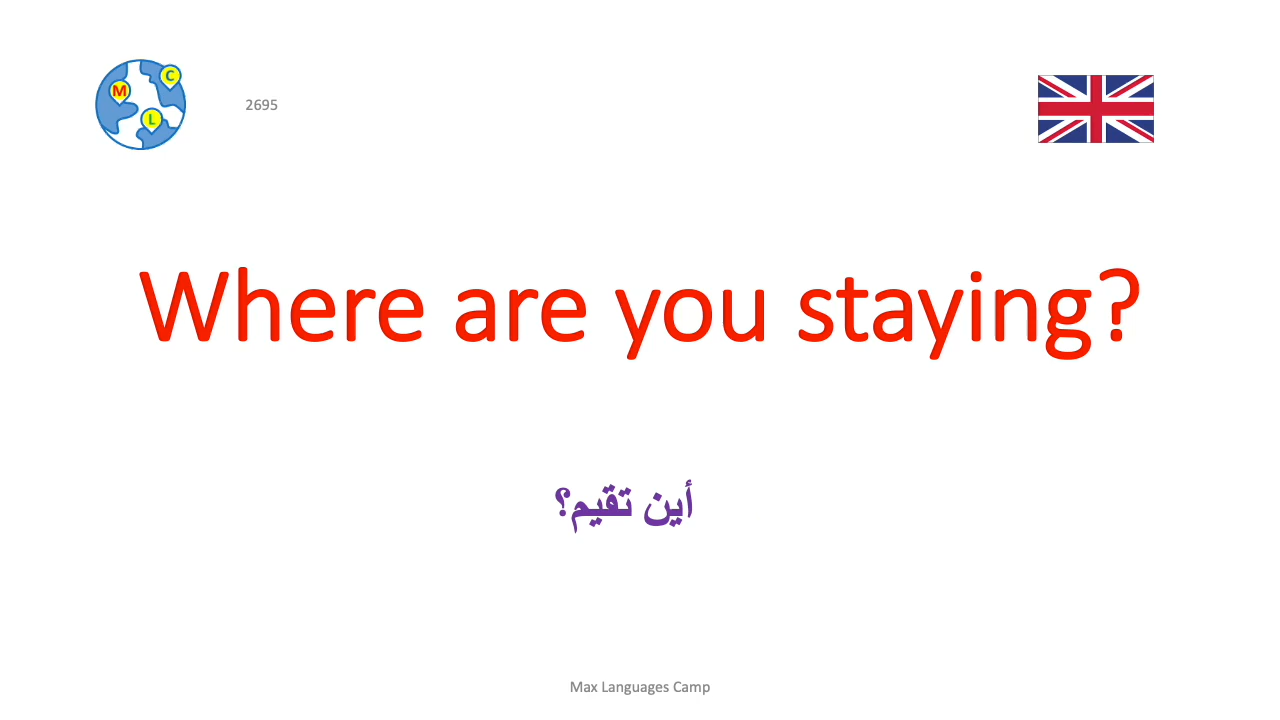 M
C
L
2695
Where are you staying?
أين تقيم؟
Max Languages Camp